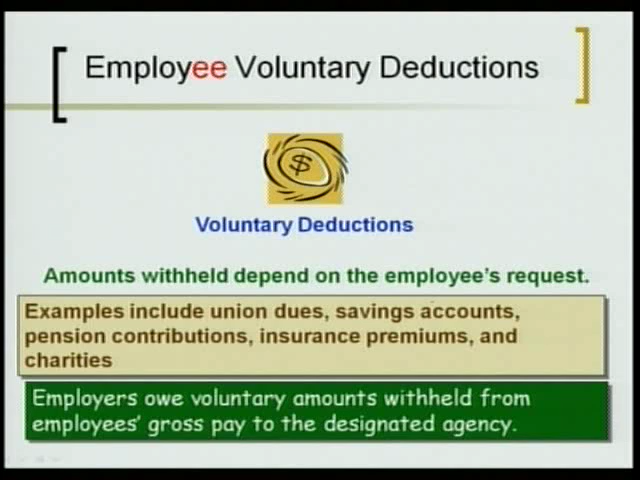 Employee Voluntary Deductions
$
Voluntary Deductions
Amounts withheld depend on the employee's request.
Examples include union dues, savings accounts,
pension contributions, insurance premiums, and
charities
Employers owe voluntary amounts withheld from
employees' gross pay to the designated agency.